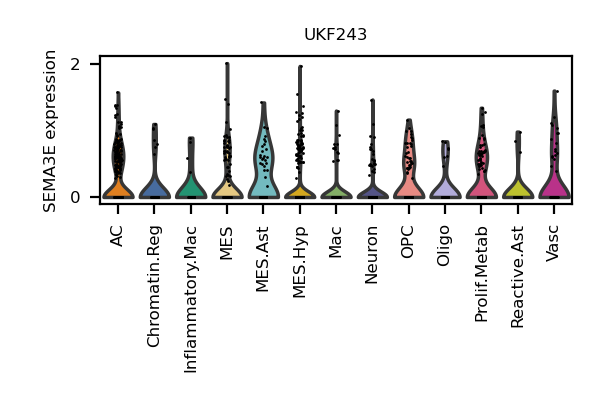 UKF243
SEMA3E expression
2
0
AC
Chromatin.Reg
Inflammatory.Mac
MES
MES.Ast
MES.Hyp
Mac
Neuron
OPC
Oligo
Prolif.Metab
Reactive.Ast
Vasc